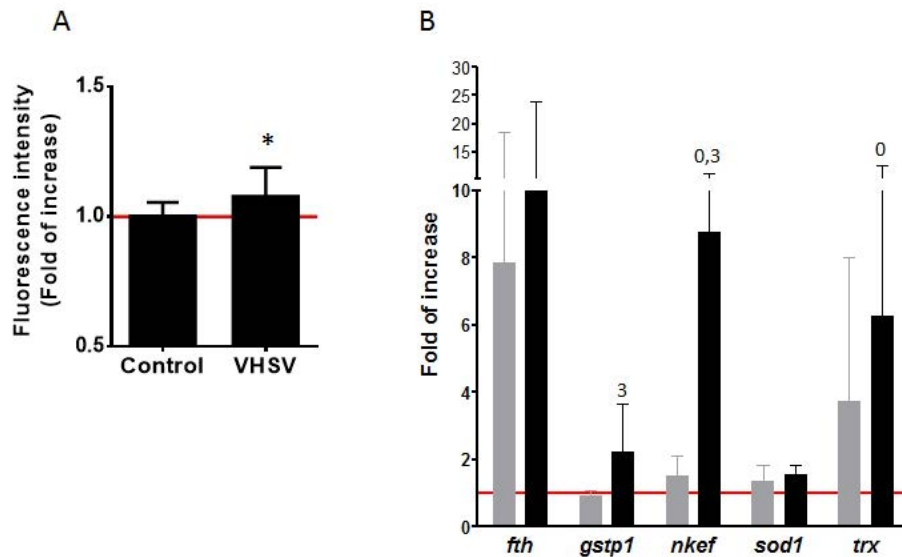 A
Fluorescence intensity
(Fold of increase)
1.5
1.0
0.5
Control VHSV
*
B
Fold of increase
30
25
20
15
10
8
6
4
2
0
3
0,3
0
fth gstp1 nkef sod1 trx